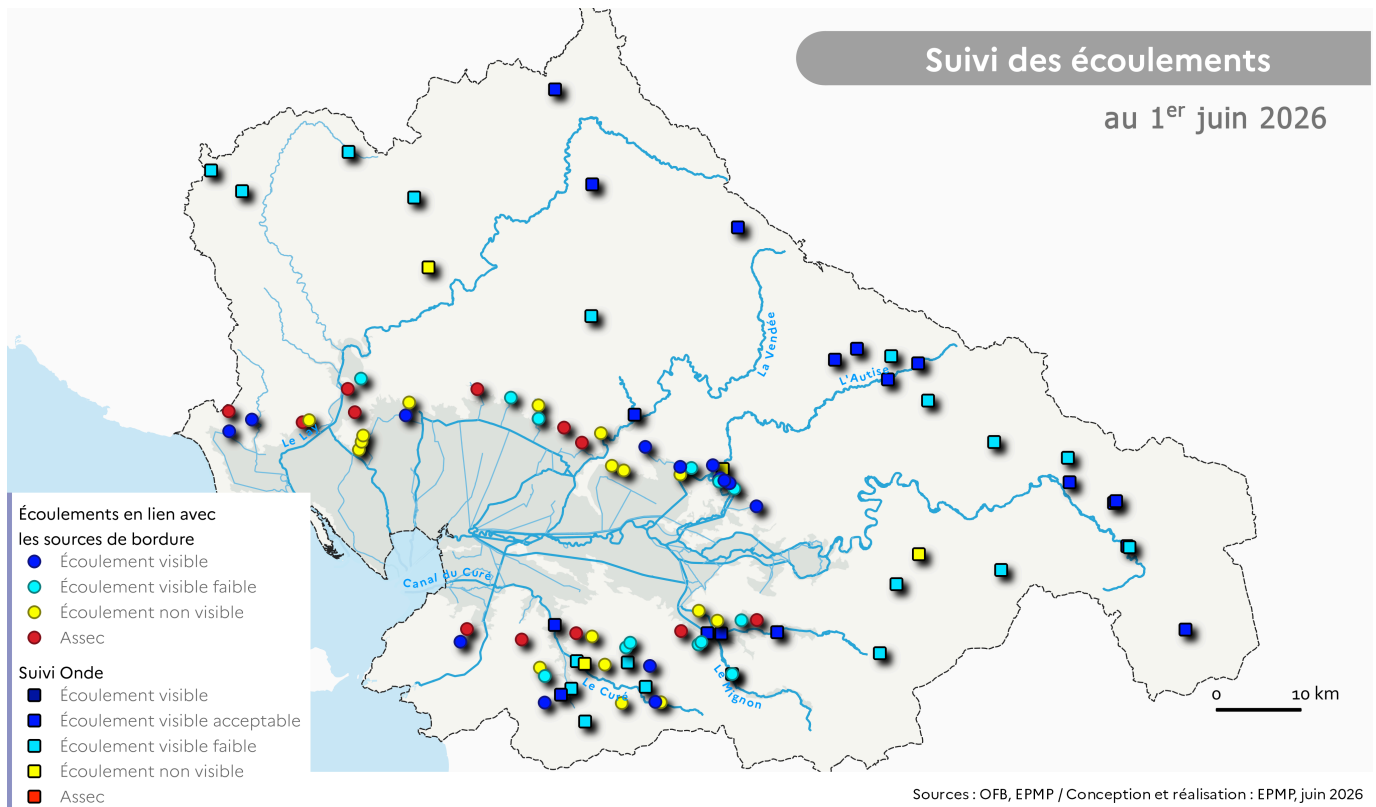 Suivi des écoulements
au 1er juin 2026
La Vendée
L'Autise
Le Lay
Canal du Curé
Le Curé
Le Mignon
Écoulements en lien avec
les sources de bordure
Écoulement visible
Écoulement visible faible
Écoulement non visible
Assec
Suivi Onde
Écoulement visible
Écoulement visible acceptable
Écoulement visible faible
Écoulement non visible
Assec
0 10 km
Sources : OFB, EPMP / Conception et réalisation : EPMP, juin 2026